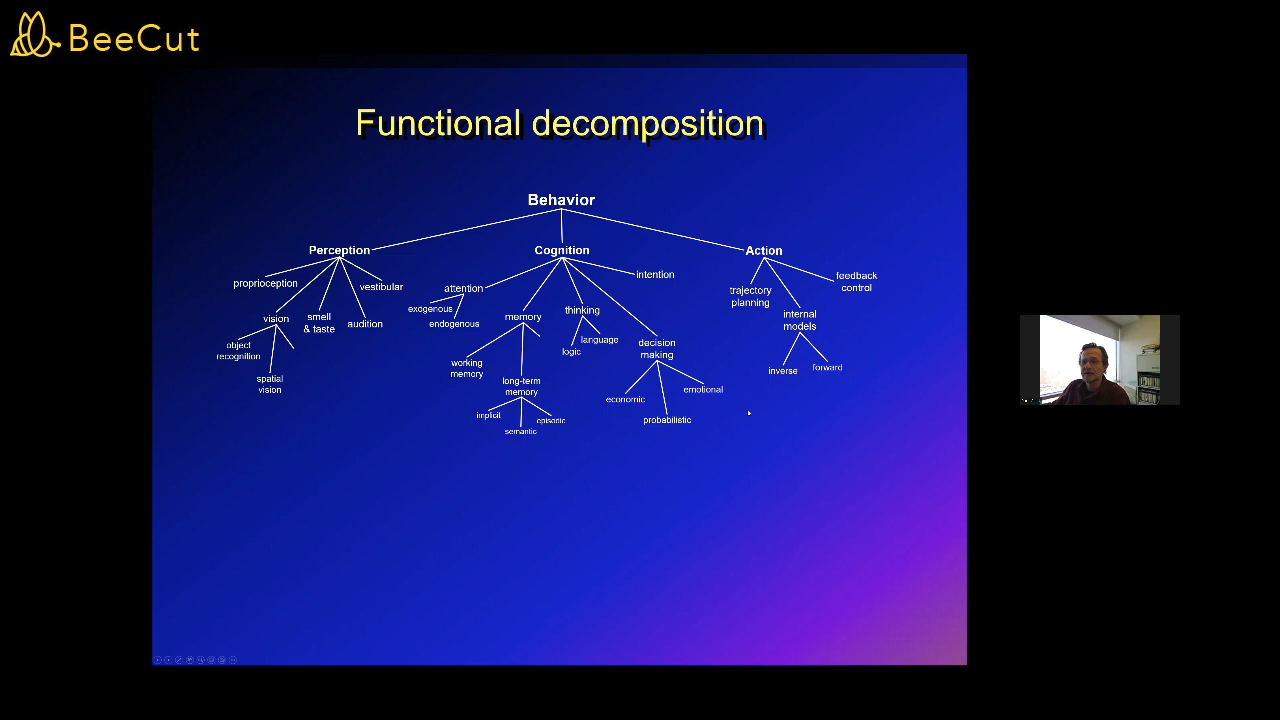 BeeCut
Functional decomposition
Behavior
Perception
Cognition
Action
proprioception
vestibular
vision
smell
& taste
audition
object
recognition
spatial
vision
attention
intention
exogenous
endogenous
memory
thinking
language
logic
decision
making
working
memory
long-term
memory
implicit
episodic
semantic
economic
emotional
probabilistic
trajectory
planning
feedback
control
internal
models
inverse
forward